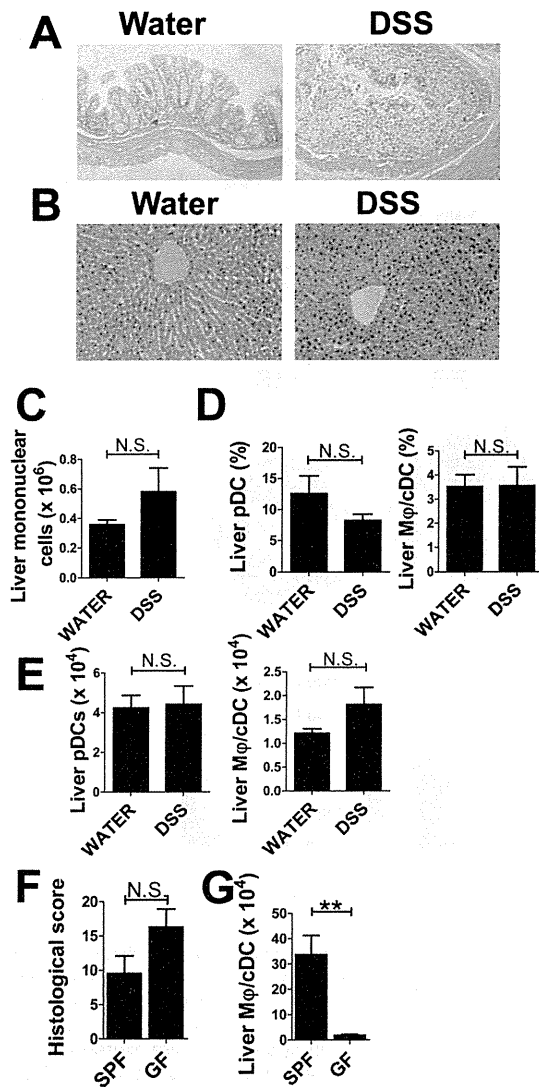 A Water DSS
B Water DSS
C
Liver mononuclear
cells (x 10⁶)
0.8
0.6
0.4
0.2
0.0
N.S.
WATER DSS
D
Liver pDC (%)
20
15
10
5
0
N.S.
WATER DSS
Liver Mφ/cDC (%)
5
4
3
2
1
0
N.S.
WATER DSS
E
Liver pDCs (x 10⁴)
6
4
2
0
N.S.
WATER DSS
Liver Mφ/cDC (x 10⁴)
2.5
2.0
1.5
1.0
0.5
0.0
N.S.
WATER DSS
F
Histological score
20
15
10
5
0
N.S.
SPF GF
G
Liver Mφ/cDC (x 10⁴)
50
40
30
20
10
0
**
SPF GF